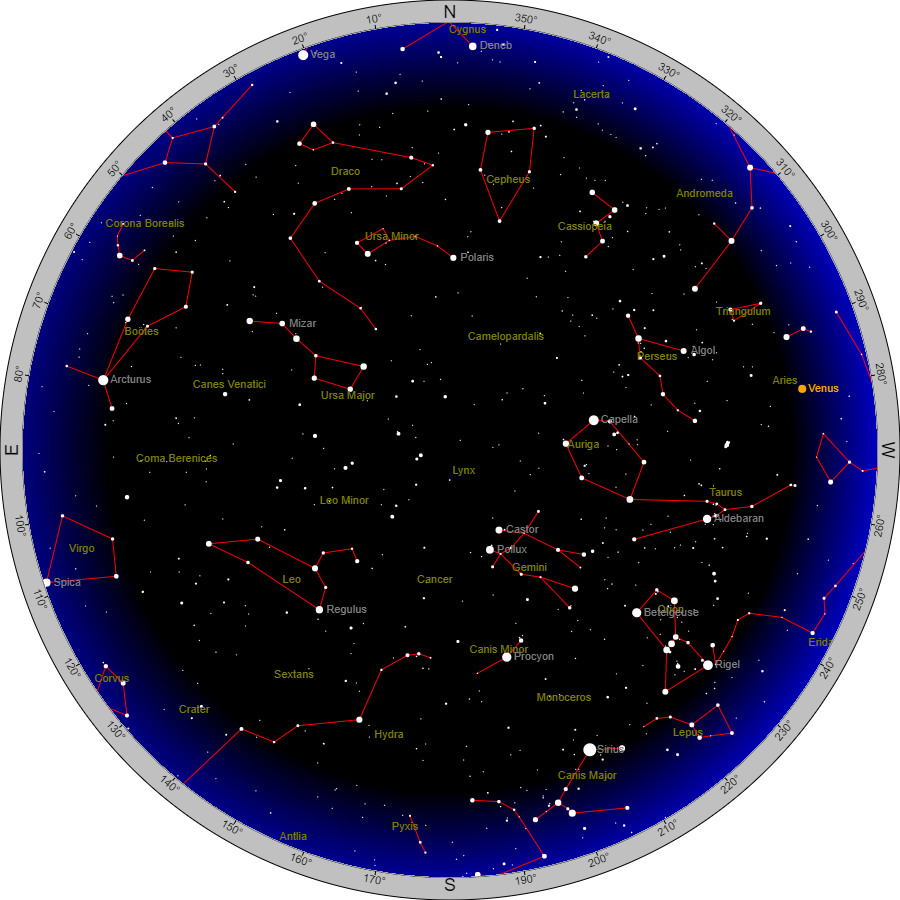 N
10°
350°
Cygnus
Deneb
20°
Vega
340°
30°
330°
Lacerta
40°
320°
50°
Draco
Cepheus
310°
Andromeda
60°
Corona Borealis
Ursa Minor
Cassiopeia
300°
Polaris
70°
290°
Triangulum
Mizar
Bootes
Camelopardalis
Perseus
Algol
80°
Arcturus
Canes Venatici
Ursa Major
Aries
Venus
280°
Capella
Auriga
E
Coma Berenices
Lynx
W
Leo Minor
Taurus
Aldebaran
100°
260°
Castor
Virgo
Pollux
Gemini
Spica
Leo
Cancer
110°
250°
Regulus
Orion
Betelgeuse
Canis Minor
Procyon
Erida
Rigel
120°
240°
Corvus
Sextans
Monoceros
Crater
130°
230°
Hydra
Lepus
Sirius
Canis Major
140°
220°
150°
Pyxis
210°
Antlia
160°
200°
170°
S
190°